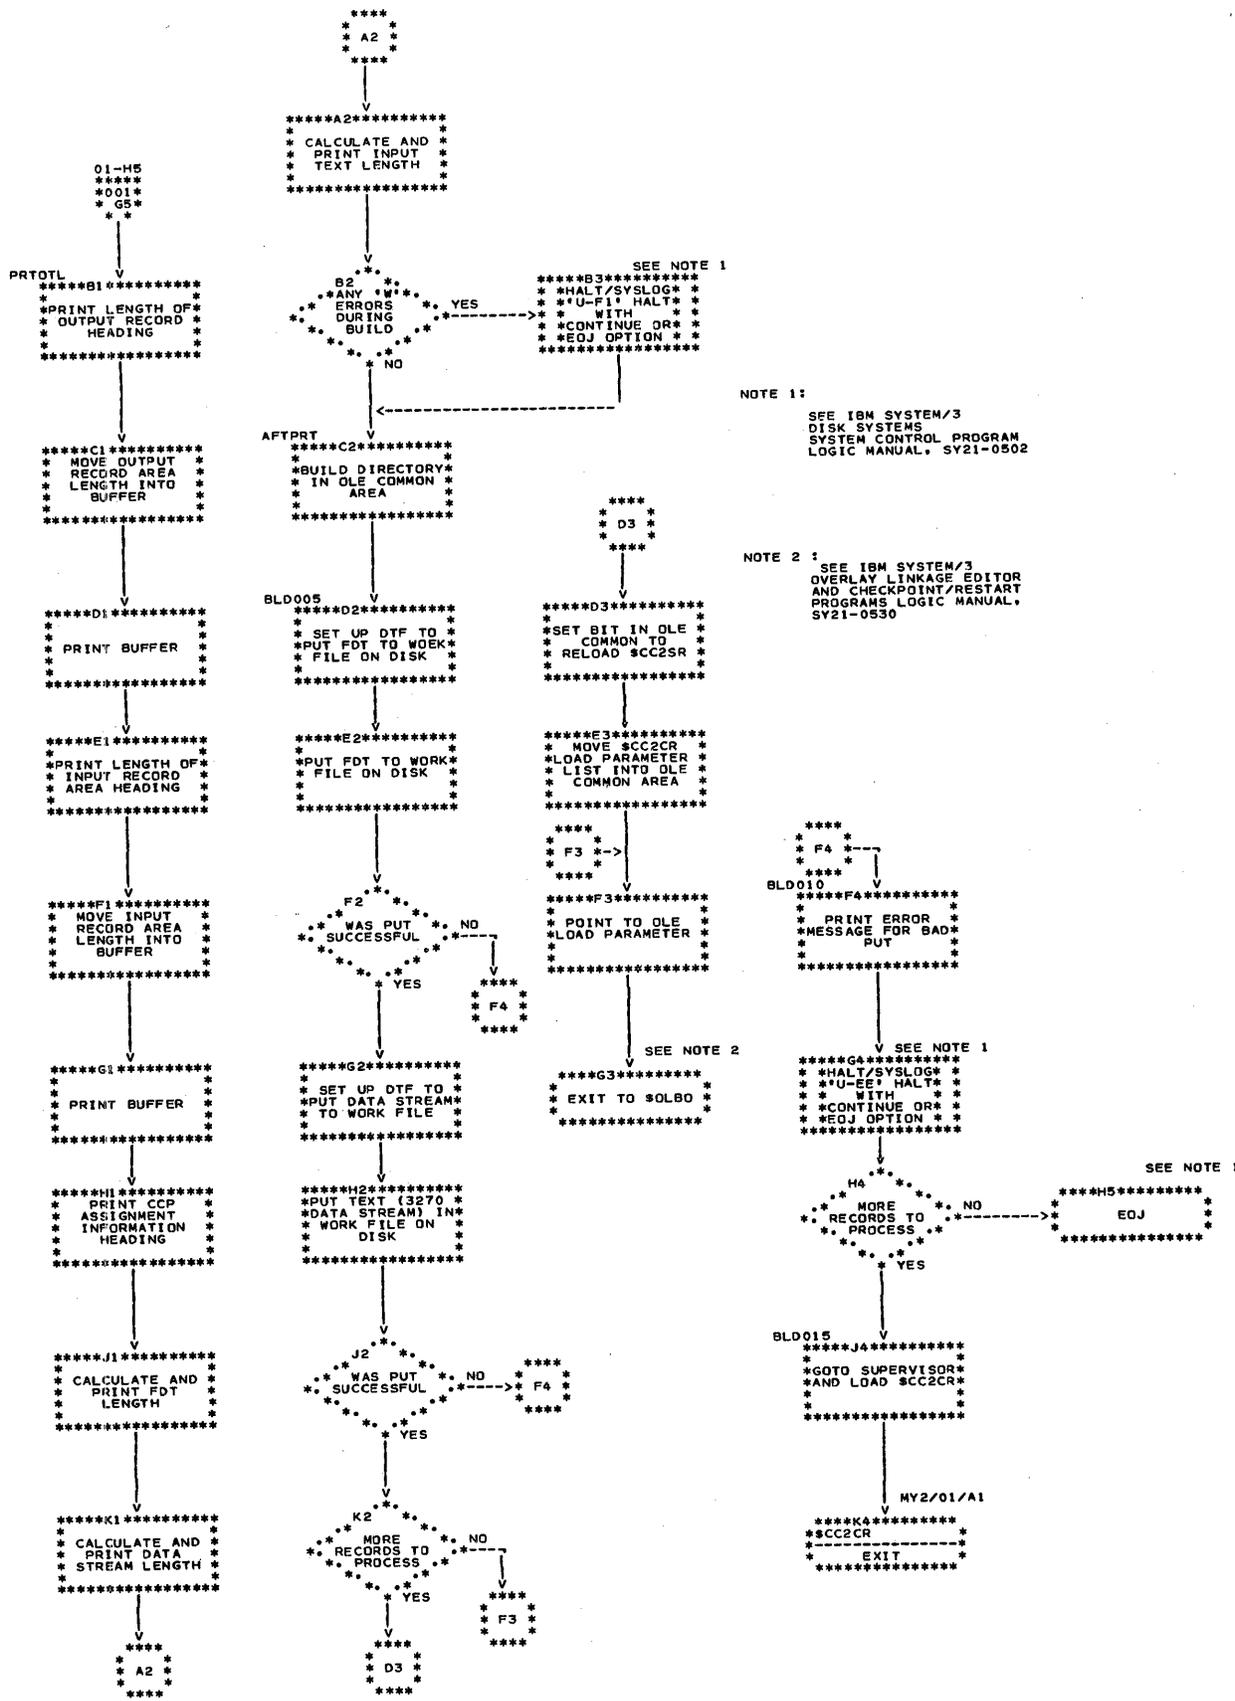 01-H5
001
G5
PRTOTL
B1
PRINT LENGTH OF
OUTPUT RECORD
HEADING
C1
MOVE OUTPUT
RECORD AREA
LENGTH INTO
BUFFER
D1
PRINT BUFFER
E1
PRINT LENGTH OF
INPUT RECORD
AREA HEADING
F1
MOVE INPUT
RECORD AREA
LENGTH INTO
BUFFER
G1
PRINT BUFFER
H1
PRINT CCP
ASSIGNMENT
INFORMATION
HEADING
J1
CALCULATE AND
PRINT FDT
LENGTH
K1
CALCULATE AND
PRINT DATA
STREAM LENGTH
A2
A2
A2
CALCULATE AND
PRINT INPUT
TEXT LENGTH
B2
ANY 'W'
ERRORS
DURING
BUILD
YES
NO
SEE NOTE 1
B3
HALT/SYSLOG
'U-F1' HALT
WITH
CONTINUE OR
EOJ OPTION
AFTPRT
C2
BUILD DIRECTORY
IN OLE COMMON
AREA
BLD005
D2
SET UP DTF TO
PUT FDT TO WOEK
FILE ON DISK
E2
PUT FDT TO WORK
FILE ON DISK
F2
WAS PUT
SUCCESSFUL
NO
YES
F4
G2
SET UP DTF TO
PUT DATA STREAM
TO WORK FILE
H2
PUT TEXT (3270
DATA STREAM) IN
WORK FILE ON
DISK
J2
WAS PUT
SUCCESSFUL
NO
F4
YES
K2
MORE
RECORDS TO
PROCESS
NO
YES
F3
D3
D3
D3
SET BIT IN OLE
COMMON TO
RELOAD $CC2SR
E3
MOVE $CC2CR
LOAD PARAMETER
LIST INTO OLE
COMMON AREA
F3
F3
POINT TO OLE
LOAD PARAMETER
SEE NOTE 2
G3
EXIT TO $OLBD
NOTE 1:
SEE IBM SYSTEM/3
DISK SYSTEMS
SYSTEM CONTROL PROGRAM
LOGIC MANUAL, SY21-0502
NOTE 2 :
SEE IBM SYSTEM/3
OVERLAY LINKAGE EDITOR
AND CHECKPOINT/RESTART
PROGRAMS LOGIC MANUAL,
SY21-0530
F4
BLD010
F4
PRINT ERROR
MESSAGE FOR BAD
PUT
SEE NOTE 1
G4
HALT/SYSLOG
'U-EE' HALT
WITH
CONTINUE OR
EOJ OPTION
H4
MORE
RECORDS TO
PROCESS
NO
YES
SEE NOTE 1
H5
EOJ
BLD015
J4
GOTO SUPERVISOR
AND LOAD $CC2CR
MY2/01/A1
K4
$CC2CR
EXIT